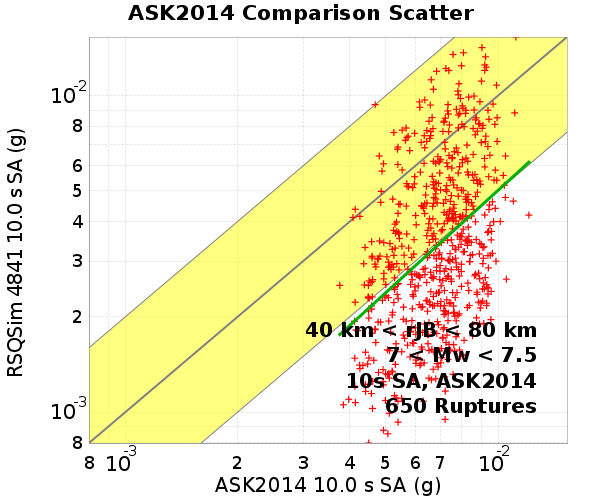 ASK2014 Comparison Scatter
RSQSim 4841 10.0 s SA (g)
10⁻²
8
6
5
4
3
2
10⁻³
8
40 km < rJB < 80 km
7 < Mw < 7.5
10s SA, ASK2014
650 Ruptures
8 10⁻³ 2 3 4 5 6 7 10⁻²
ASK2014 10.0 s SA (g)